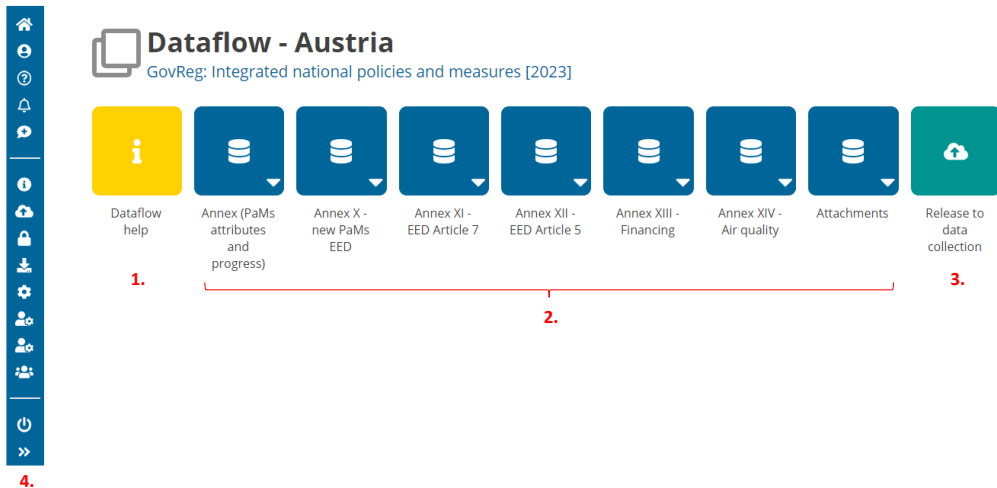 Dataflow - Austria
GovReg: Integrated national policies and measures [2023]
Dataflow
help
Annex (PaMs
attributes
and
progress)
Annex X -
new PaMs
EED
Annex XI -
EED Article 7
Annex XII -
EED Article 5
Annex XIII -
Financing
Annex XIV -
Air quality
Attachments
Release to
data
collection
1.
2.
3.
4.